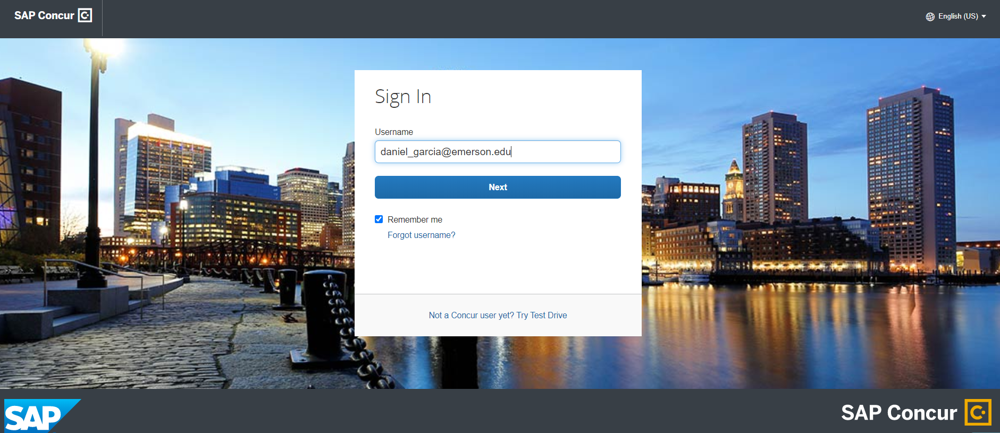 SAP Concur
English (US)
Sign In
Username
daniel_garcia@emerson.edu
Next
Remember me
Forgot username?
Not a Concur user yet? Try Test Drive
SAP
SAP Concur